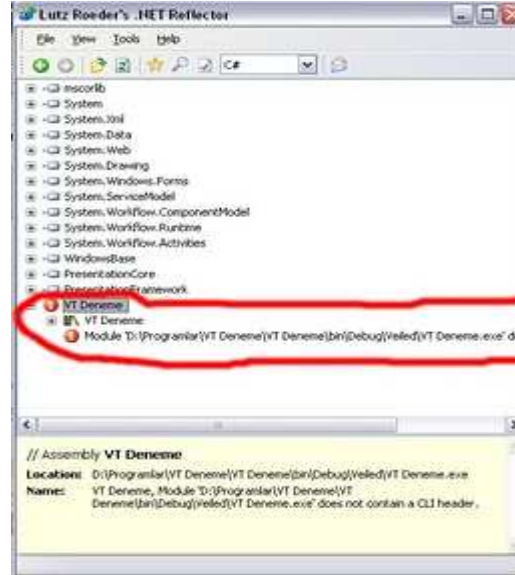 Lutz Roeder's .NET Reflector
File View Tools Help
C#
mscorlib
System
System.Xml
System.Data
System.Web
System.Drawing
System.Windows.Forms
System.ServiceModel
System.Workflow.ComponentModel
System.Workflow.Runtime
System.Workflow.Activities
WindowsBase
PresentationCore
PresentationFramework
VT Deneme
VT Deneme
Module 'D:\Programlar\VT Deneme\VT Deneme\bin\Debug\Veiled\VT Deneme.exe' d
// Assembly VT Deneme
Location: D:\Programlar\VT Deneme\VT Deneme\bin\Debug\Veiled\VT Deneme.exe
Name: VT Deneme, Module 'D:\Programlar\VT Deneme\VT
Deneme\bin\Debug\Veiled\VT Deneme.exe' does not contain a CLI header.